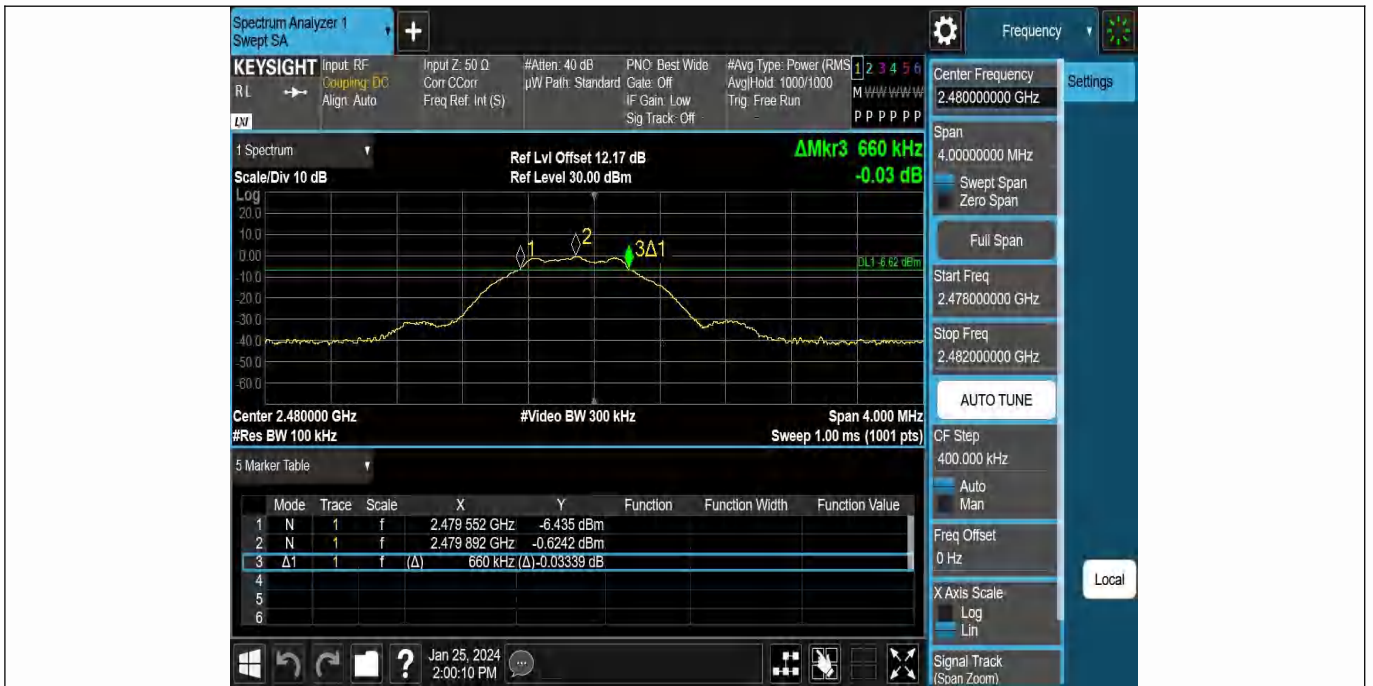 Spectrum Analyzer 1
Swept SA
+
Frequency
KEYSIGHT
RL
LXI
Input: RF
Coupling: DC
Align: Auto
Input Z: 50 Ω
Corr CCorr
Freq Ref: Int (S)
#Atten: 40 dB
µW Path: Standard
PNO: Best Wide
Gate: Off
IF Gain: Low
Sig Track: Off
#Avg Type: Power (RMS
Avg|Hold: 1000/1000
Trig: Free Run
1 2 3 4 5 6
M W W W W W
P P P P P P
1 Spectrum
Scale/Div 10 dB
Log
Ref Lvl Offset 12.17 dB
Ref Level 30.00 dBm
ΔMkr3 660 kHz
-0.03 dB
20.0
10.0
0.00
-10.0
-20.0
-30.0
-40.0
-50.0
-60.0
1
2
3Δ1
DL1 -6.62 dBm
Center 2.480000 GHz
#Video BW 300 kHz
Span 4.000 MHz
#Res BW 100 kHz
Sweep 1.00 ms (1001 pts)
5 Marker Table
Mode Trace Scale X Y Function Function Width Function Value
1 N 1 f 2.479 552 GHz -6.435 dBm
2 N 1 f 2.479 892 GHz -0.6242 dBm
3 Δ1 1 f (Δ) 660 kHz (Δ) -0.03339 dB
4
5
6
Center Frequency
2.480000000 GHz
Settings
Span
4.00000000 MHz
Swept Span
Zero Span
Full Span
Start Freq
2.478000000 GHz
Stop Freq
2.482000000 GHz
AUTO TUNE
CF Step
400.000 kHz
Auto
Man
Freq Offset
0 Hz
X Axis Scale
Log
Lin
Local
Signal Track
(Span Zoom)
?
Jan 25, 2024
2:00:10 PM